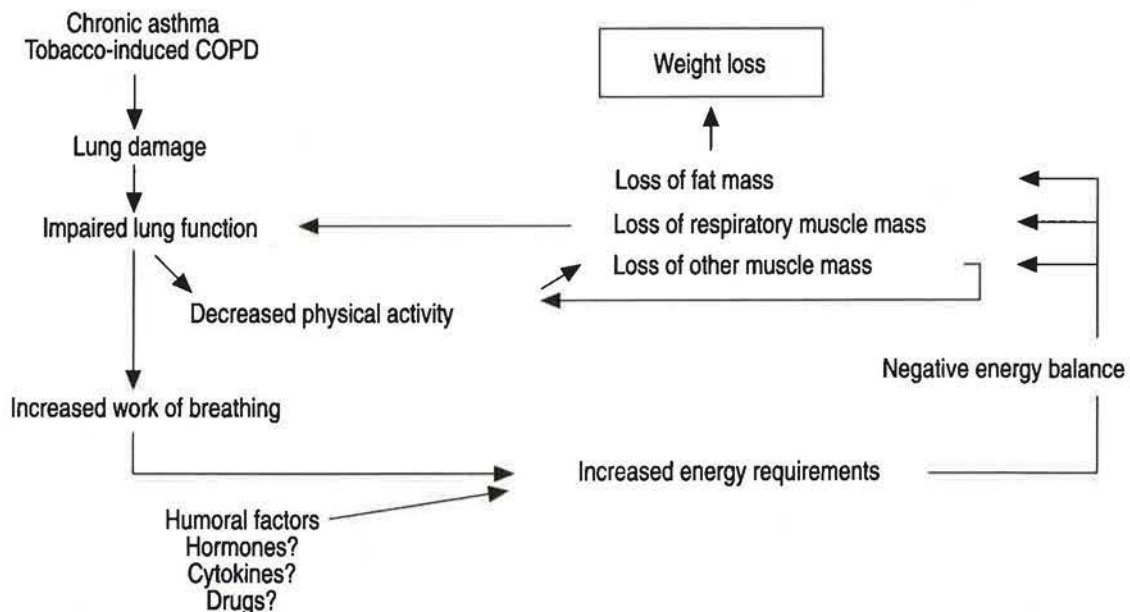 Chronic asthma
Tobacco-induced COPD
Weight loss
Lung damage
Loss of fat mass
Impaired lung function
Loss of respiratory muscle mass
Loss of other muscle mass
Decreased physical activity
Negative energy balance
Increased work of breathing
Increased energy requirements
Humoral factors
Hormones?
Cytokines?
Drugs?